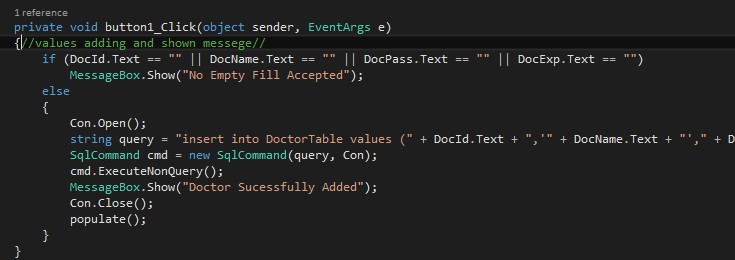 1 reference
private void button1_Click(object sender, EventArgs e)
{//values adding and shown messege//
if (DocId.Text == "" || DocName.Text == "" || DocPass.Text == "" || DocExp.Text == "")
MessageBox.Show("No Empty Fill Accepted");
else
{
Con.Open();
string query = "insert into DoctorTable values (" + DocId.Text + ",'" + DocName.Text + "'," + D
SqlCommand cmd = new SqlCommand(query, Con);
cmd.ExecuteNonQuery();
MessageBox.Show("Doctor Sucessfully Added");
Con.Close();
populate();
}
}